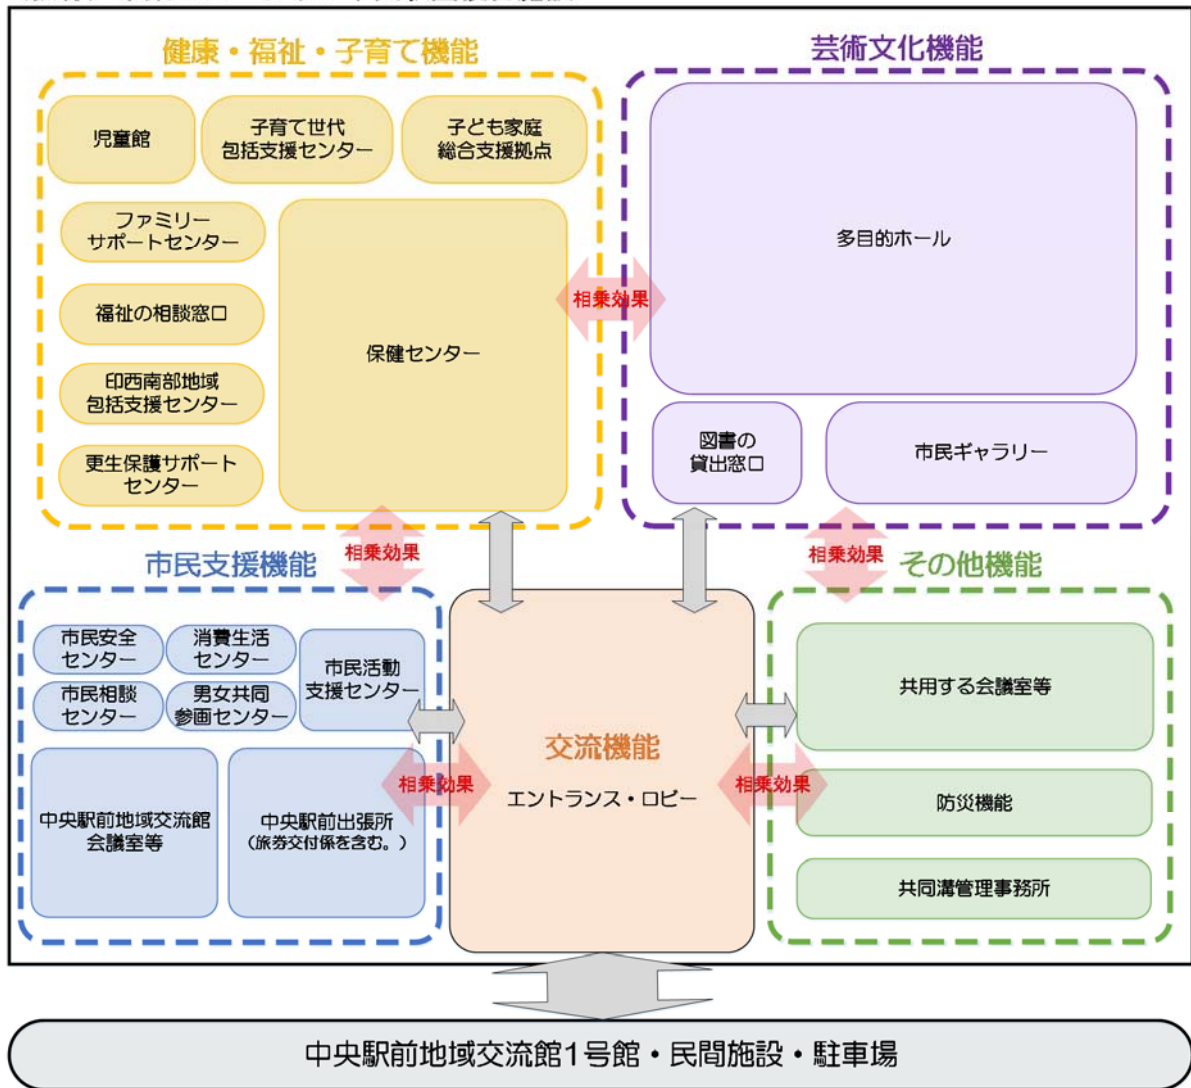 健康・福祉・子育て機能
児童館
子育て世代
包括支援センター
子ども家庭
総合支援拠点
ファミリー
サポートセンター
福祉の相談窓口
印西南部地域
包括支援センター
更生保護サポート
センター
保健センター
相乗効果
芸術文化機能
多目的ホール
図書の
貸出窓口
市民ギャラリー
相乗効果
相乗効果
市民支援機能
市民安全
センター
消費生活
センター
市民相談
センター
男女共同
参画センター
市民活動
支援センター
中央駅前地域交流館
会議室等
中央駅前出張所
(旅券交付係を含む。)
相乗効果
交流機能
エントランス・ロビー
相乗効果
その他機能
共用する会議室等
防災機能
共同溝管理事務所
中央駅前地域交流館1号館・民間施設・駐車場